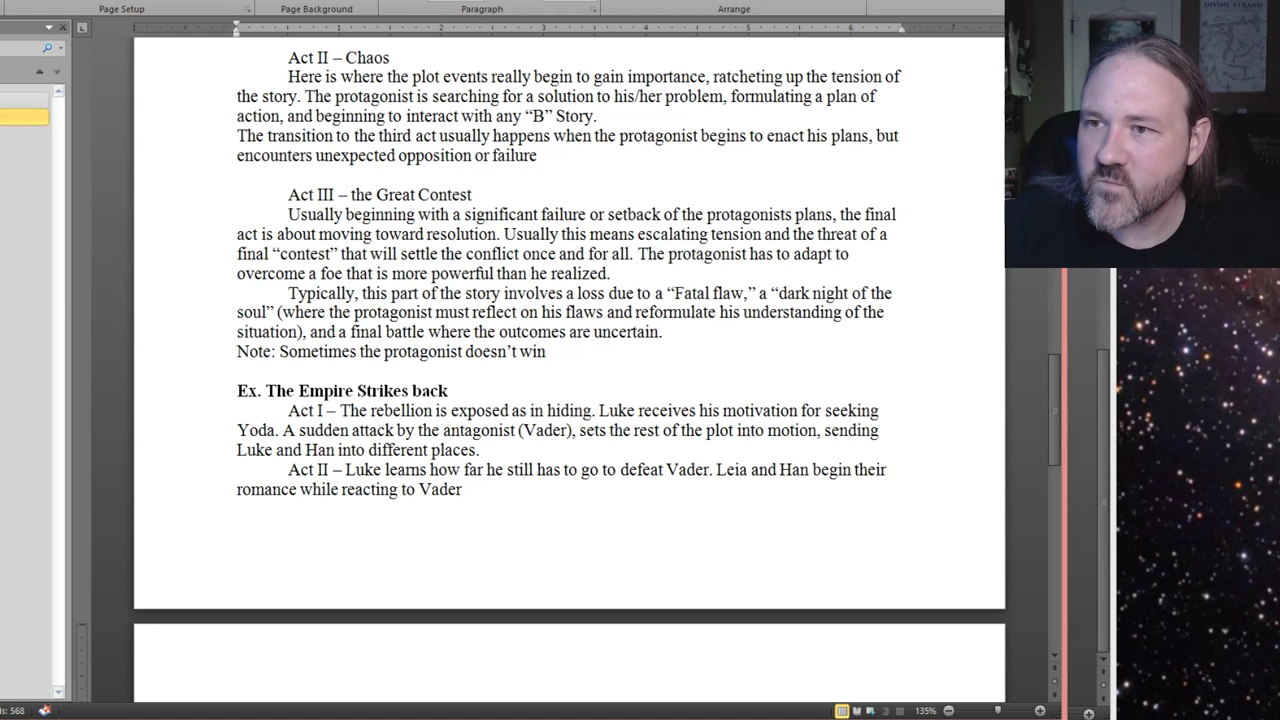 Page Setup
Page Background
Paragraph
Arrange
1 2 3 4 5 6 7
Act II – Chaos
Here is where the plot events really begin to gain importance, ratcheting up the tension of
the story. The protagonist is searching for a solution to his/her problem, formulating a plan of
action, and beginning to interact with any “B” Story.
The transition to the third act usually happens when the protagonist begins to enact his plans, but
encounters unexpected opposition or failure
Act III – the Great Contest
Usually beginning with a significant failure or setback of the protagonists plans, the final
act is about moving toward resolution. Usually this means escalating tension and the threat of a
final “contest” that will settle the conflict once and for all. The protagonist has to adapt to
overcome a foe that is more powerful than he realized.
Typically, this part of the story involves a loss due to a “Fatal flaw,” a “dark night of the
soul” (where the protagonist must reflect on his flaws and reformulate his understanding of the
situation), and a final battle where the outcomes are uncertain.
Note: Sometimes the protagonist doesn’t win
Ex. The Empire Strikes back
Act I – The rebellion is exposed as in hiding. Luke receives his motivation for seeking
Yoda. A sudden attack by the antagonist (Vader), sets the rest of the plot into motion, sending
Luke and Han into different places.
Act II – Luke learns how far he still has to go to defeat Vader. Leia and Han begin their
romance while reacting to Vader
s: 568
135%